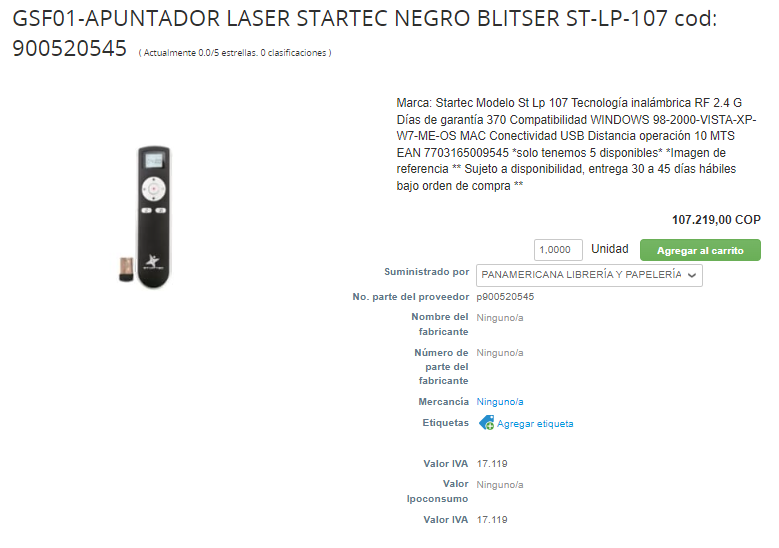 GSF01-APUNTADOR LASER STARTEC NEGRO BLITSER ST-LP-107 cod:
900520545 ( Actualmente 0.0/5 estrellas. 0 clasificaciones )
Marca: Startec Modelo St Lp 107 Tecnología inalámbrica RF 2.4 G
Días de garantía 370 Compatibilidad WINDOWS 98-2000-VISTA-XP-
W7-ME-OS MAC Conectividad USB Distancia operación 10 MTS
EAN 7703165009545 *solo tenemos 5 disponibles* *Imagen de
referencia ** Sujeto a disponibilidad, entrega 30 a 45 días hábiles
bajo orden de compra **
STARTEC
107.219,00 COP
1,0000 Unidad Agregar al carrito
Suministrado por PANAMERICANA LIBRERÍA Y PAPELERÍA
No. parte del proveedor p900520545
Nombre del
fabricante
Ninguno/a
Número de
parte del
fabricante
Ninguno/a
Mercancía Ninguno/a
Etiquetas Agregar etiqueta
Valor IVA 17.119
Valor
Ipoconsumo
Ninguno/a
Valor IVA 17.119